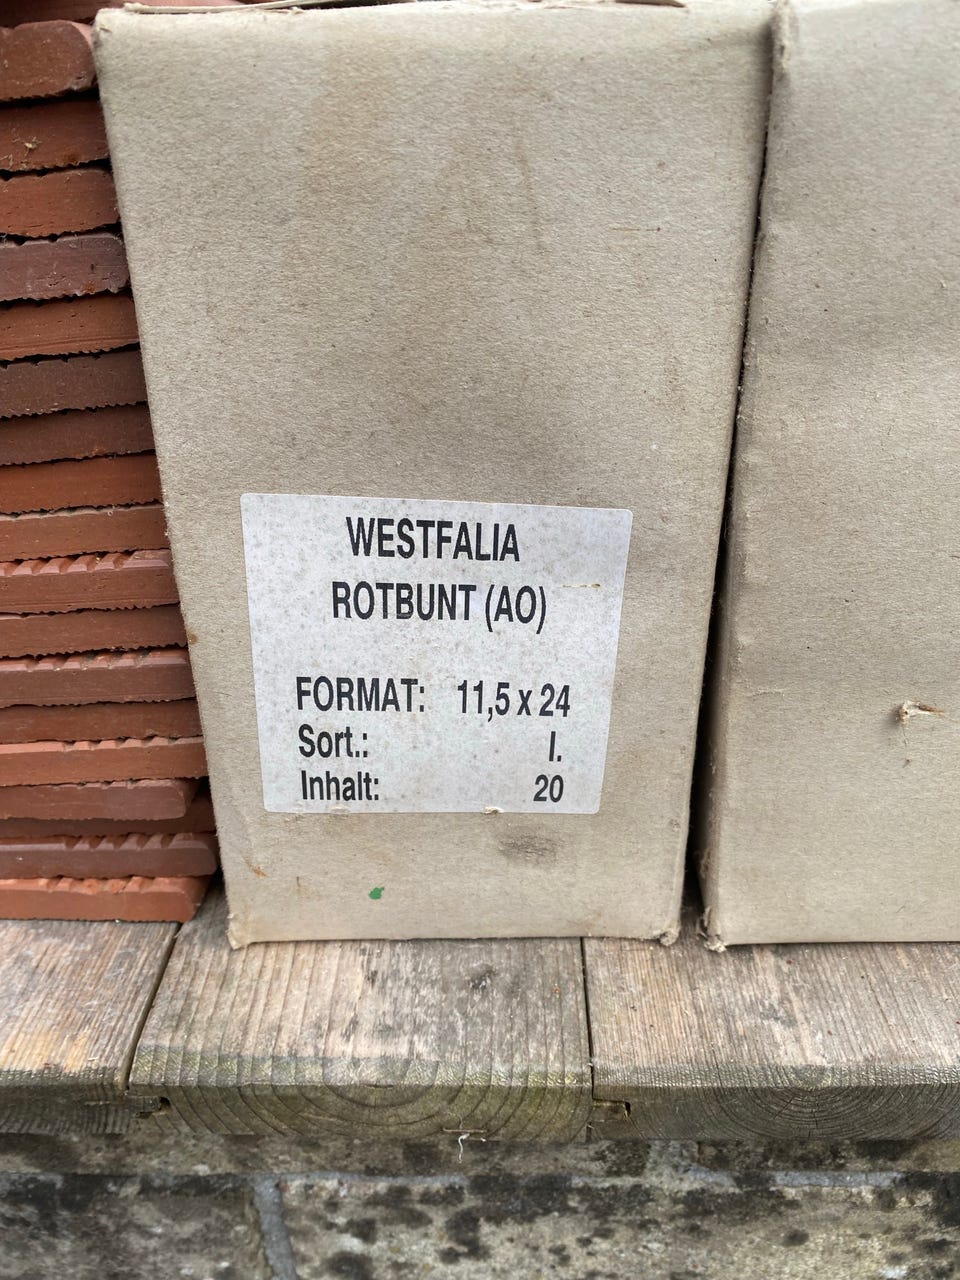 WESTFALIA
ROTBUNT (AO)
FORMAT: 11,5 x 24
Sort.: I.
Inhalt: 20